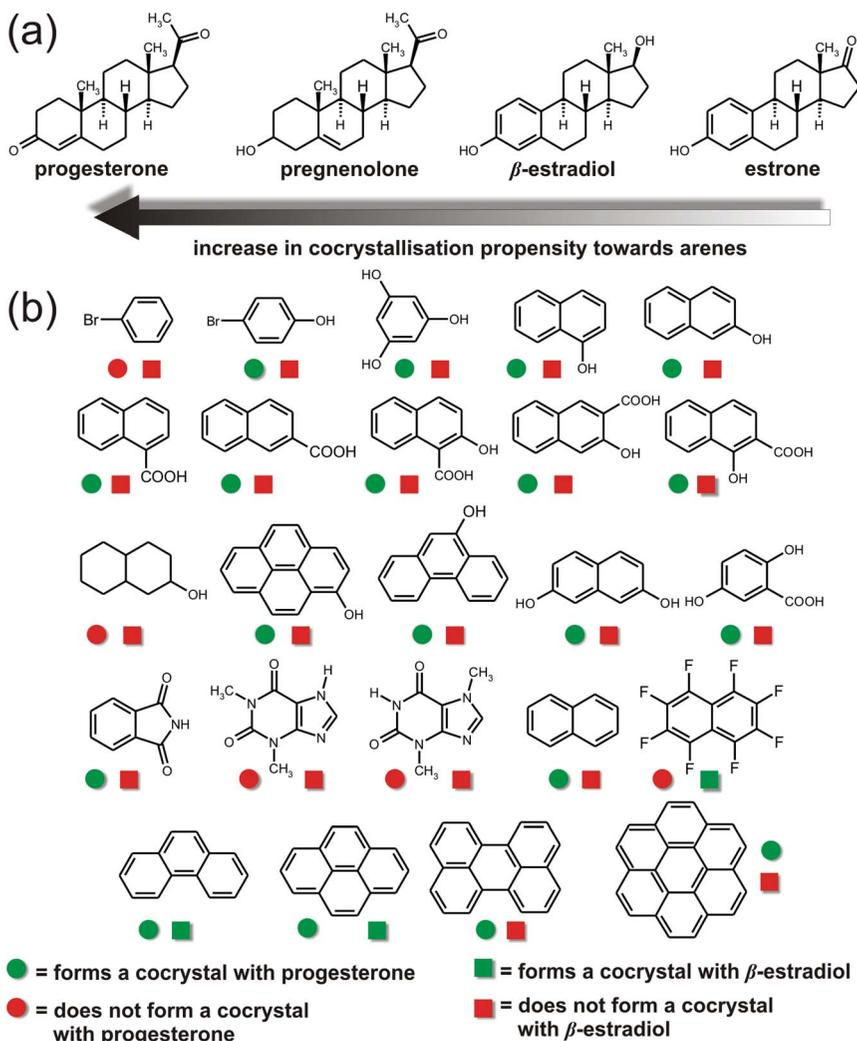 (a)
H₃C
O
CH₃
CH₃
H
H
H
O
progesterone
H₃C
O
CH₃
CH₃
H
H
H
HO
pregnenolone
CH₃
OH
H
H
H
HO
β-estradiol
CH₃
O
H
H
H
HO
estrone
increase in cocrystallisation propensity towards arenes
(b)
Br
Br
OH
HO
OH
HO
OH
OH
COOH
COOH
OH
COOH
COOH
OH
COOH
OH
OH
OH
OH
HO
OH
HO
OH
COOH
O
NH
O
O
H
H₃C
N
N
O
N
N
CH₃
O
CH₃
H
N
N
O
N
N
CH₃
F
F
F
F
F
F
F
F
= forms a cocrystal with progesterone
= forms a cocrystal with β-estradiol
= does not form a cocrystal
with progesterone
= does not form a cocrystal
with β-estradiol